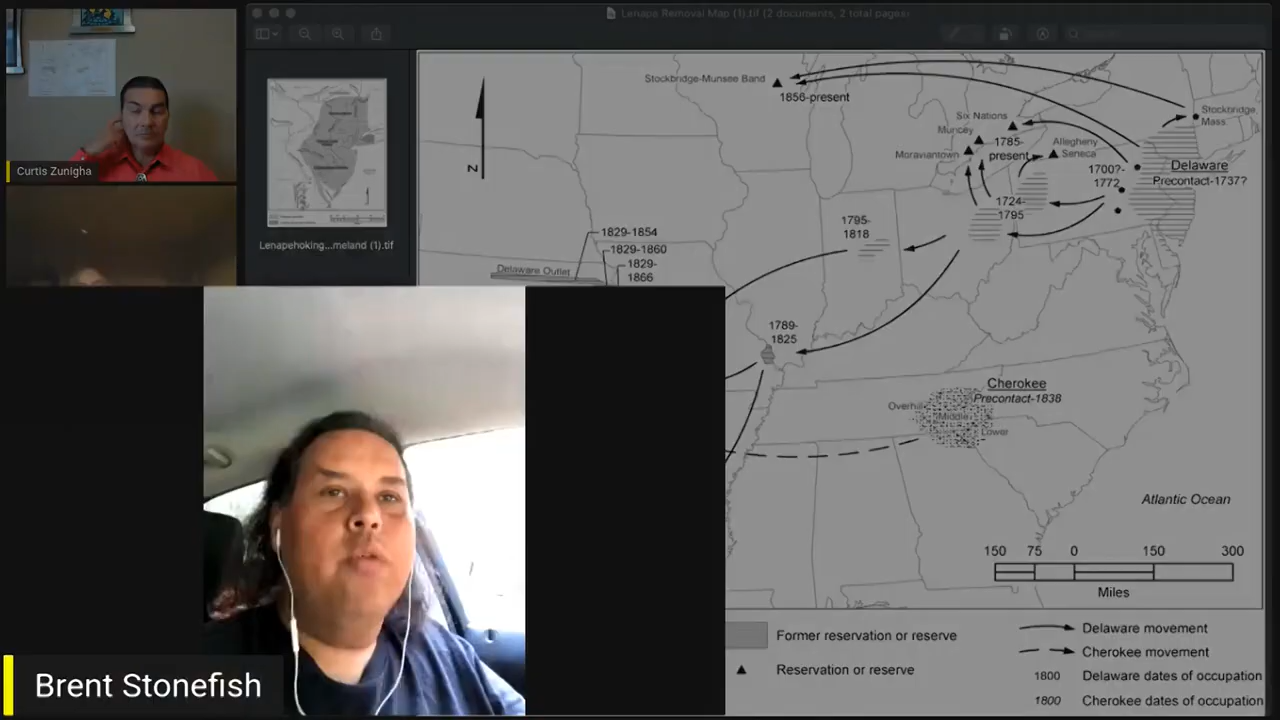 Lenape Removal Map (1).tif (2 documents, 2 total pages)
Curtis Zunigha
Lenapehoking...meland (1).tif
Stockbridge-Munsee Band
1856-present
Stockbridge,
Mass.
Six Nations
Muncey
1785-
present
Moraviantown
Allegheny
Seneca
Delaware
Precontact-1737?
1700?-
1772
1724-
1795
1795-
1818
N
1829-1854
1829-1860
1829-
1866
Delaware Outlet
1789-
1825
Cherokee
Precontact-1838
Overhill
Middle
Lower
Atlantic Ocean
150 75 0 150 300
Miles
Former reservation or reserve
Reservation or reserve
Delaware movement
Cherokee movement
1800 Delaware dates of occupation
1800 Cherokee dates of occupation
Brent Stonefish